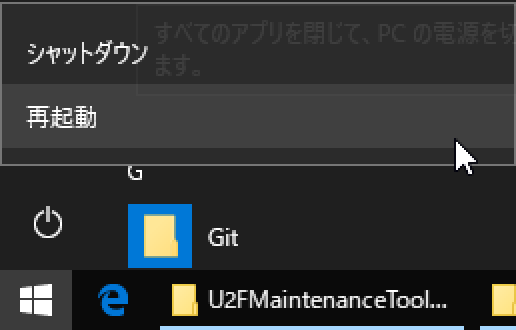 すべてのアプリを閉じて、PC の電源を切
ます。
シャットダウン
再起動
G
Git
U2FMaintenanceTool...